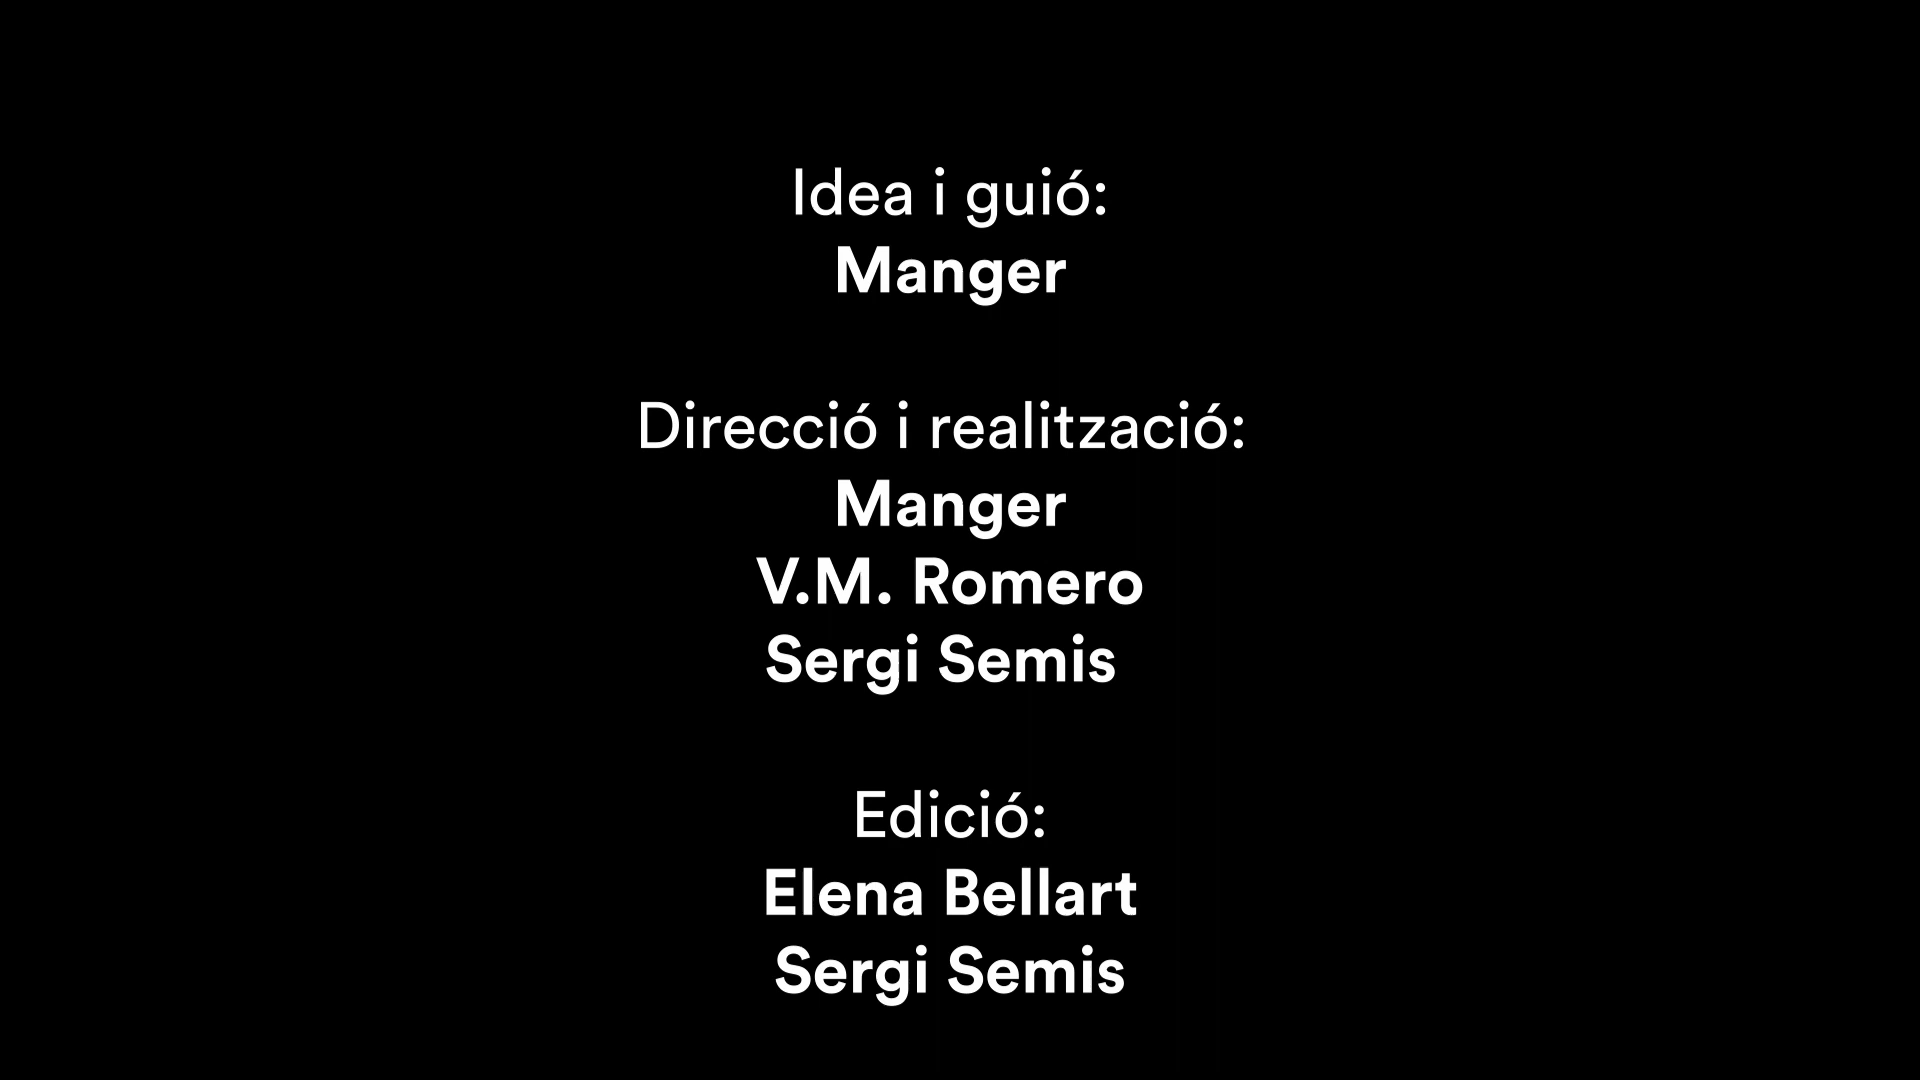 Idea i guió:
Manger
Direcció i realització:
Manger
V.M. Romero
Sergi Semis
Edició:
Elena Bellart
Sergi Semis